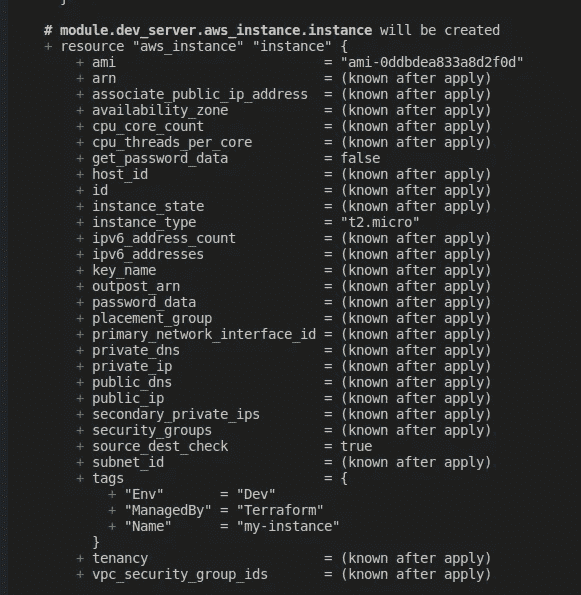 }
# module.dev_server.aws_instance.instance will be created
+ resource "aws_instance" "instance" {
+ ami = "ami-0ddbdea833a8d2f0d"
+ arn = (known after apply)
+ associate_public_ip_address = (known after apply)
+ availability_zone = (known after apply)
+ cpu_core_count = (known after apply)
+ cpu_threads_per_core = (known after apply)
+ get_password_data = false
+ host_id = (known after apply)
+ id = (known after apply)
+ instance_state = (known after apply)
+ instance_type = "t2.micro"
+ ipv6_address_count = (known after apply)
+ ipv6_addresses = (known after apply)
+ key_name = (known after apply)
+ outpost_arn = (known after apply)
+ password_data = (known after apply)
+ placement_group = (known after apply)
+ primary_network_interface_id = (known after apply)
+ private_dns = (known after apply)
+ private_ip = (known after apply)
+ public_dns = (known after apply)
+ public_ip = (known after apply)
+ secondary_private_ips = (known after apply)
+ security_groups = (known after apply)
+ source_dest_check = true
+ subnet_id = (known after apply)
+ tags = {
+ "Env" = "Dev"
+ "ManagedBy" = "Terraform"
+ "Name" = "my-instance"
}
+ tenancy = (known after apply)
+ vpc_security_group_ids = (known after apply)